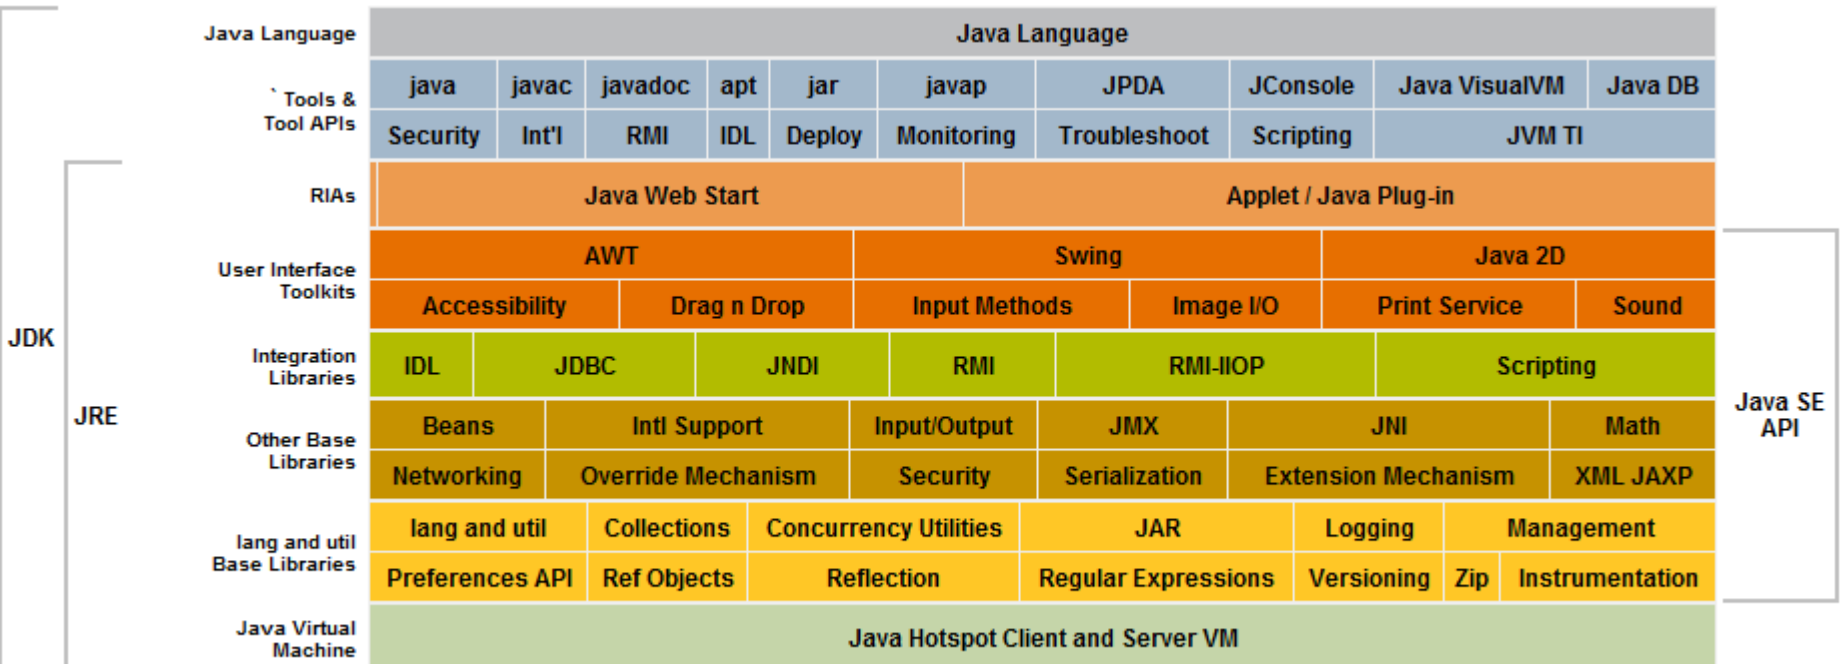 Java Language
Java Language
` Tools &
Tool APIs
java javac javadoc apt jar javap JPDA JConsole Java VisualVM Java DB
Security Int'l RMI IDL Deploy Monitoring Troubleshoot Scripting JVM TI
RIAs
Java Web Start Applet / Java Plug-in
User Interface
Toolkits
AWT Swing Java 2D
Accessibility Drag n Drop Input Methods Image I/O Print Service Sound
JDK
Integration
Libraries
IDL JDBC JNDI RMI RMI-IIOP Scripting
JRE
Java SE
API
Other Base
Libraries
Beans Intl Support Input/Output JMX JNI Math
Networking Override Mechanism Security Serialization Extension Mechanism XML JAXP
lang and util
Base Libraries
lang and util Collections Concurrency Utilities JAR Logging Management
Preferences API Ref Objects Reflection Regular Expressions Versioning Zip Instrumentation
Java Virtual
Machine
Java Hotspot Client and Server VM